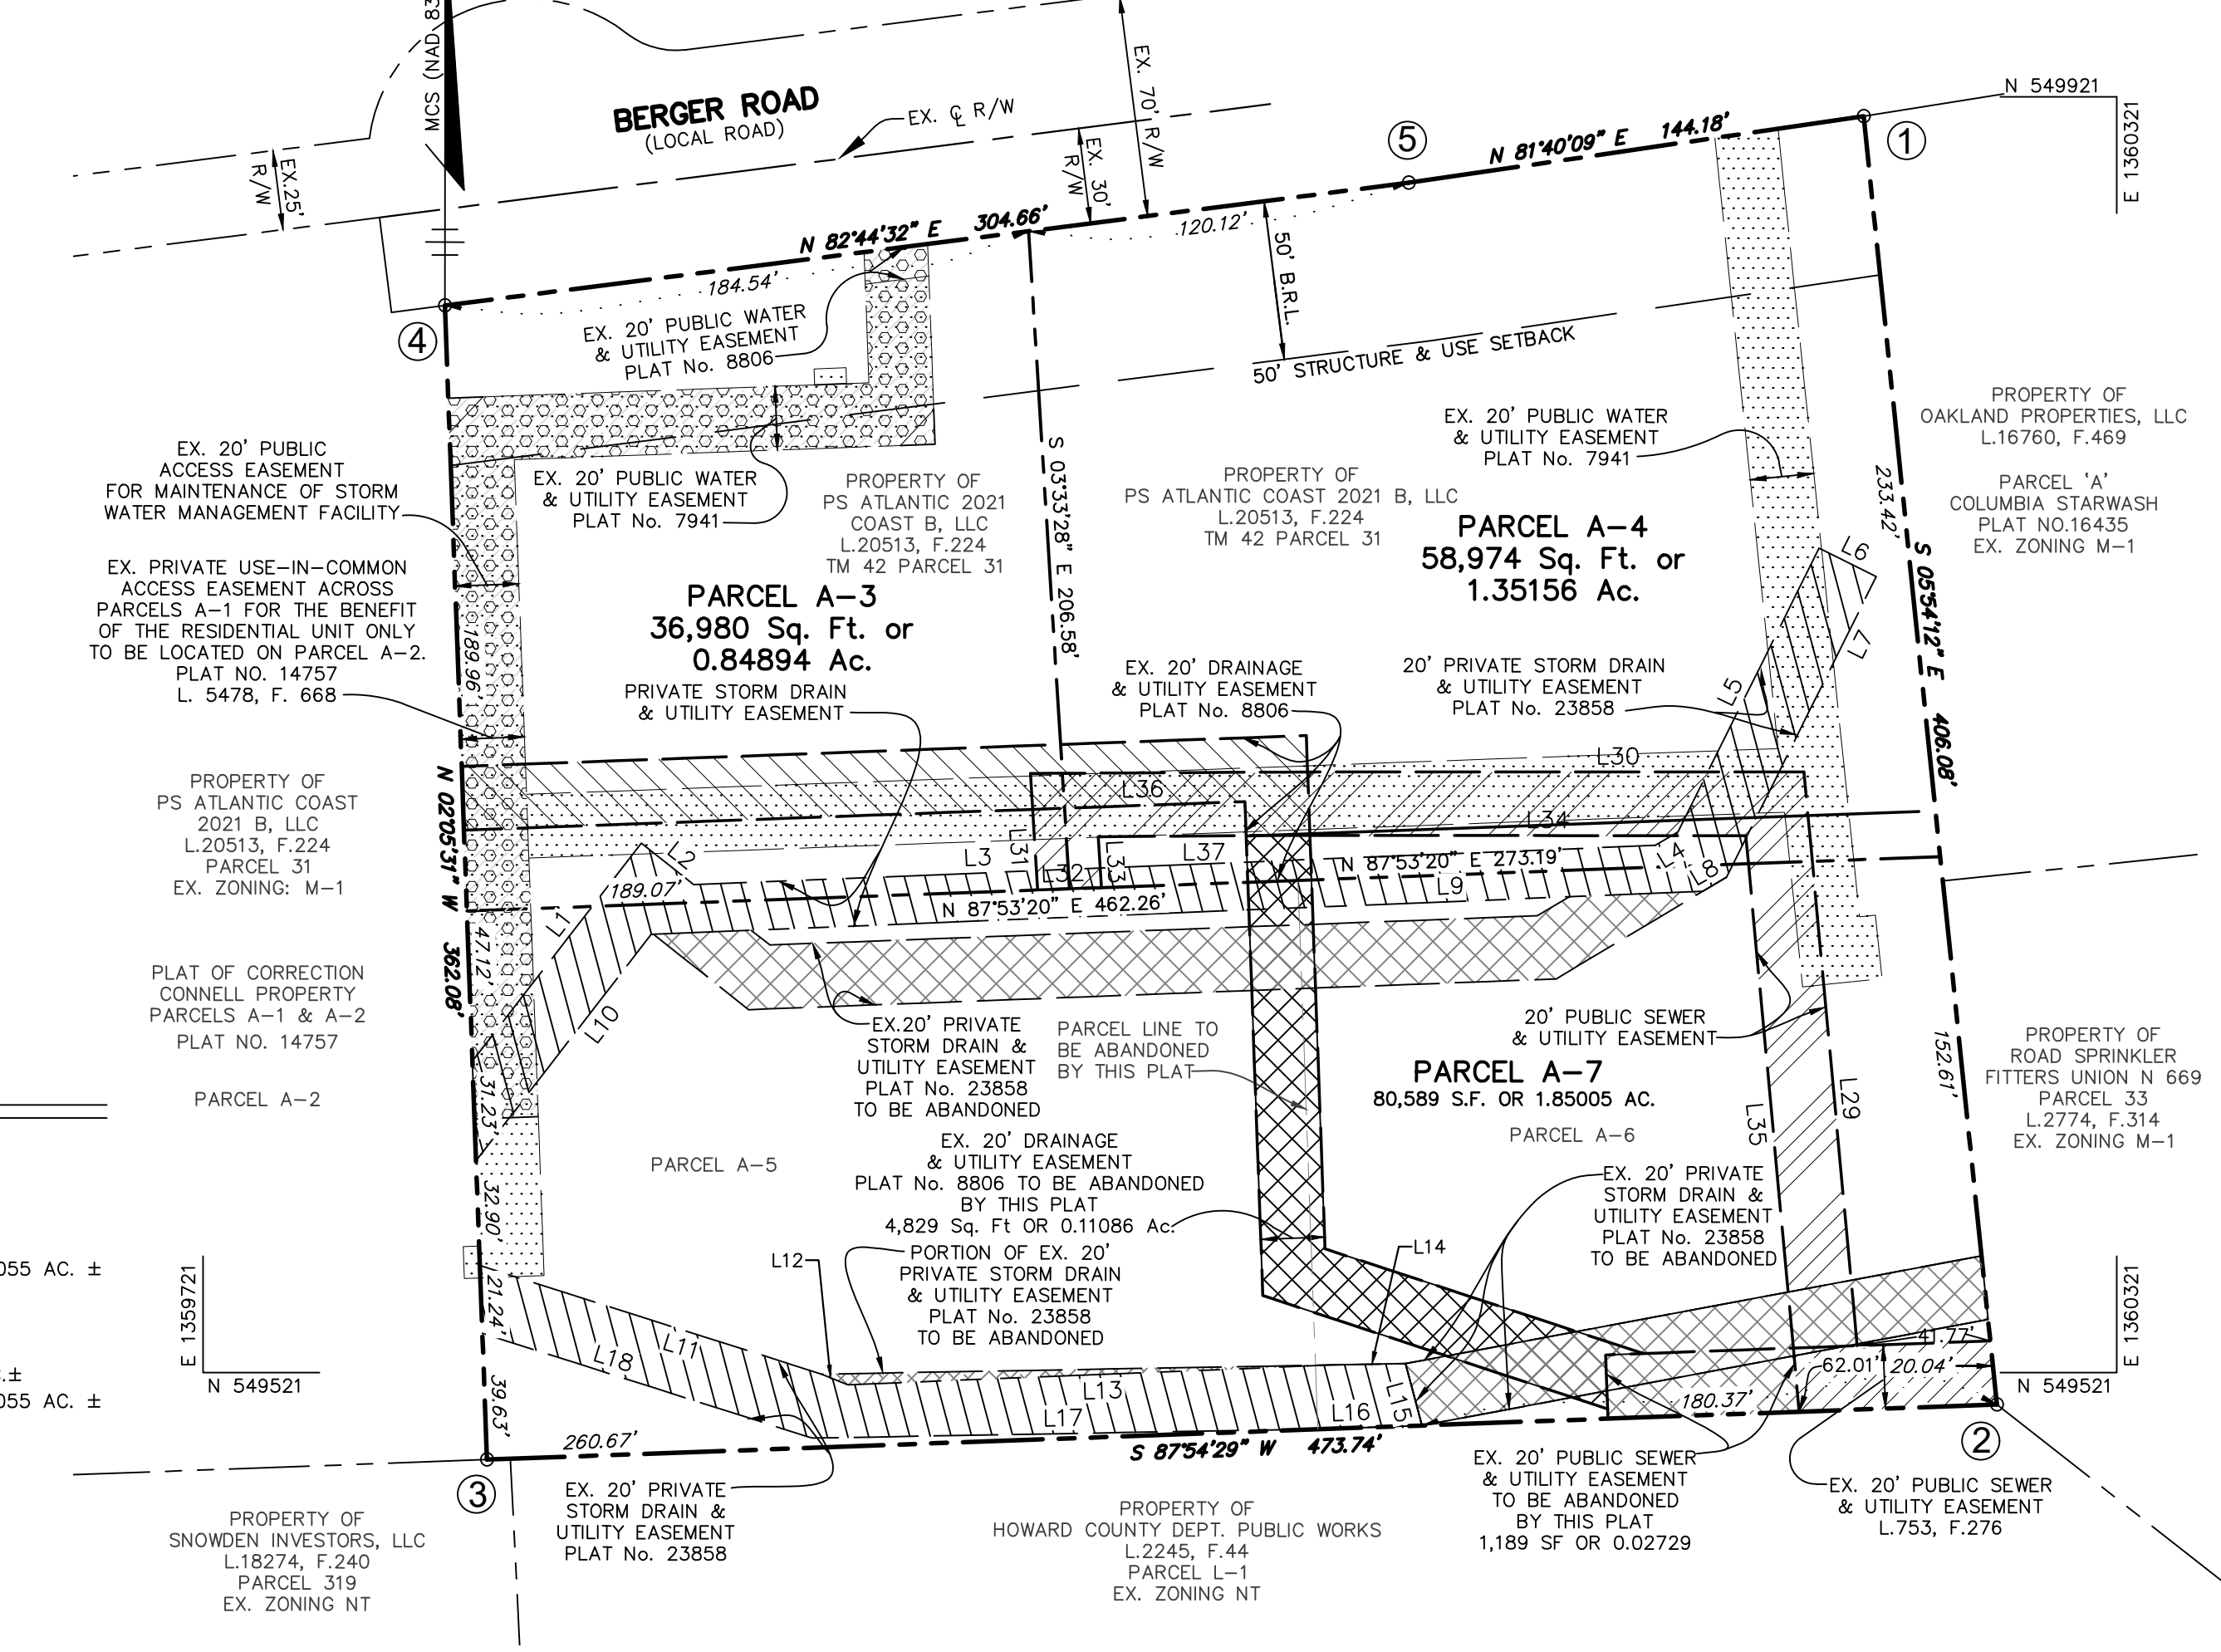 MCS (NAD 83
BERGER ROAD
(LOCAL ROAD)
EX. ℄ R/W
EX. 70' R/W
EX. 30'
R/W
EX.25'
R/W
N 549921
E 1360321
①
⑤
N 81°40'09" E 144.18'
N 82°44'32" E 304.66'
120.12'
184.54'
④
50' B.R.L.
50' STRUCTURE & USE SETBACK
EX. 20' PUBLIC WATER
& UTILITY EASEMENT
PLAT No. 8806
EX. 20' PUBLIC WATER
& UTILITY EASEMENT
PLAT No. 7941
EX. 20' PUBLIC
ACCESS EASEMENT
FOR MAINTENANCE OF STORM
WATER MANAGEMENT FACILITY
EX. PRIVATE USE-IN-COMMON
ACCESS EASEMENT ACROSS
PARCELS A-1 FOR THE BENEFIT
OF THE RESIDENTIAL UNIT ONLY
TO BE LOCATED ON PARCEL A-2.
PLAT NO. 14757
L. 5478, F. 668
PROPERTY OF
PS ATLANTIC 2021
COAST B, LLC
L.20513, F.224
TM 42 PARCEL 31
PARCEL A-3
36,980 Sq. Ft. or
0.84894 Ac.
PRIVATE STORM DRAIN
& UTILITY EASEMENT
S 03°33'28" E 206.58'
PROPERTY OF
PS ATLANTIC COAST 2021 B, LLC
L.20513, F.224
TM 42 PARCEL 31
EX. 20' PUBLIC WATER
& UTILITY EASEMENT
PLAT No. 7941
PARCEL A-4
58,974 Sq. Ft. or
1.35156 Ac.
EX. 20' DRAINAGE
& UTILITY EASEMENT
PLAT No. 8806
20' PRIVATE STORM DRAIN
& UTILITY EASEMENT
PLAT No. 23858
PROPERTY OF
OAKLAND PROPERTIES, LLC
L.16760, F.469
PARCEL 'A'
COLUMBIA STARWASH
PLAT NO.16435
EX. ZONING M-1
233.42'
S 05°54'12" E 406.08'
152.61'
L6
L7
L5
L30
L36
L34
L31
L32
L33
L37
L3
L2
L1
L4
L8
L9
L10
189.96'
189.07'
N 87°53'20" E 273.19'
N 87°53'20" E 462.26'
N 02°05'31" W 362.08'
47.12'
31.23'
32.90'
21.24'
39.63'
PROPERTY OF
PS ATLANTIC COAST
2021 B, LLC
L.20513, F.224
PARCEL 31
EX. ZONING: M-1
PLAT OF CORRECTION
CONNELL PROPERTY
PARCELS A-1 & A-2
PLAT NO. 14757
PARCEL A-2
EX.20' PRIVATE
STORM DRAIN &
UTILITY EASEMENT
PLAT No. 23858
TO BE ABANDONED
PARCEL LINE TO
BE ABANDONED
BY THIS PLAT
20' PUBLIC SEWER
& UTILITY EASEMENT
PARCEL A-7
80,589 S.F. OR 1.85005 AC.
PARCEL A-6
PARCEL A-5
L35
L29
PROPERTY OF
ROAD SPRINKLER
FITTERS UNION N 669
PARCEL 33
L.2774, F.314
EX. ZONING M-1
EX. 20' DRAINAGE
& UTILITY EASEMENT
PLAT No. 8806 TO BE ABANDONED
BY THIS PLAT
4,829 Sq. Ft OR 0.11086 Ac.
PORTION OF EX. 20'
PRIVATE STORM DRAIN
& UTILITY EASEMENT
PLAT No. 23858
TO BE ABANDONED
EX. 20' PRIVATE
STORM DRAIN &
UTILITY EASEMENT
PLAT No. 23858
TO BE ABANDONED
L12
L14
L11
L18
L13
L17
L16
L15
055 AC. ±
.±
055 AC. ±
E 1359721
N 549521
E 1360321
N 549521
41.77'
62.01'
20.04'
180.37'
260.67'
S 87°54'29" W 473.74'
②
③
EX. 20' PRIVATE
STORM DRAIN &
UTILITY EASEMENT
PLAT No. 23858
EX. 20' PUBLIC SEWER
& UTILITY EASEMENT
TO BE ABANDONED
BY THIS PLAT
1,189 SF OR 0.02729
EX. 20' PUBLIC SEWER
& UTILITY EASEMENT
L.753, F.276
PROPERTY OF
SNOWDEN INVESTORS, LLC
L.18274, F.240
PARCEL 319
EX. ZONING NT
PROPERTY OF
HOWARD COUNTY DEPT. PUBLIC WORKS
L.2245, F.44
PARCEL L-1
EX. ZONING NT